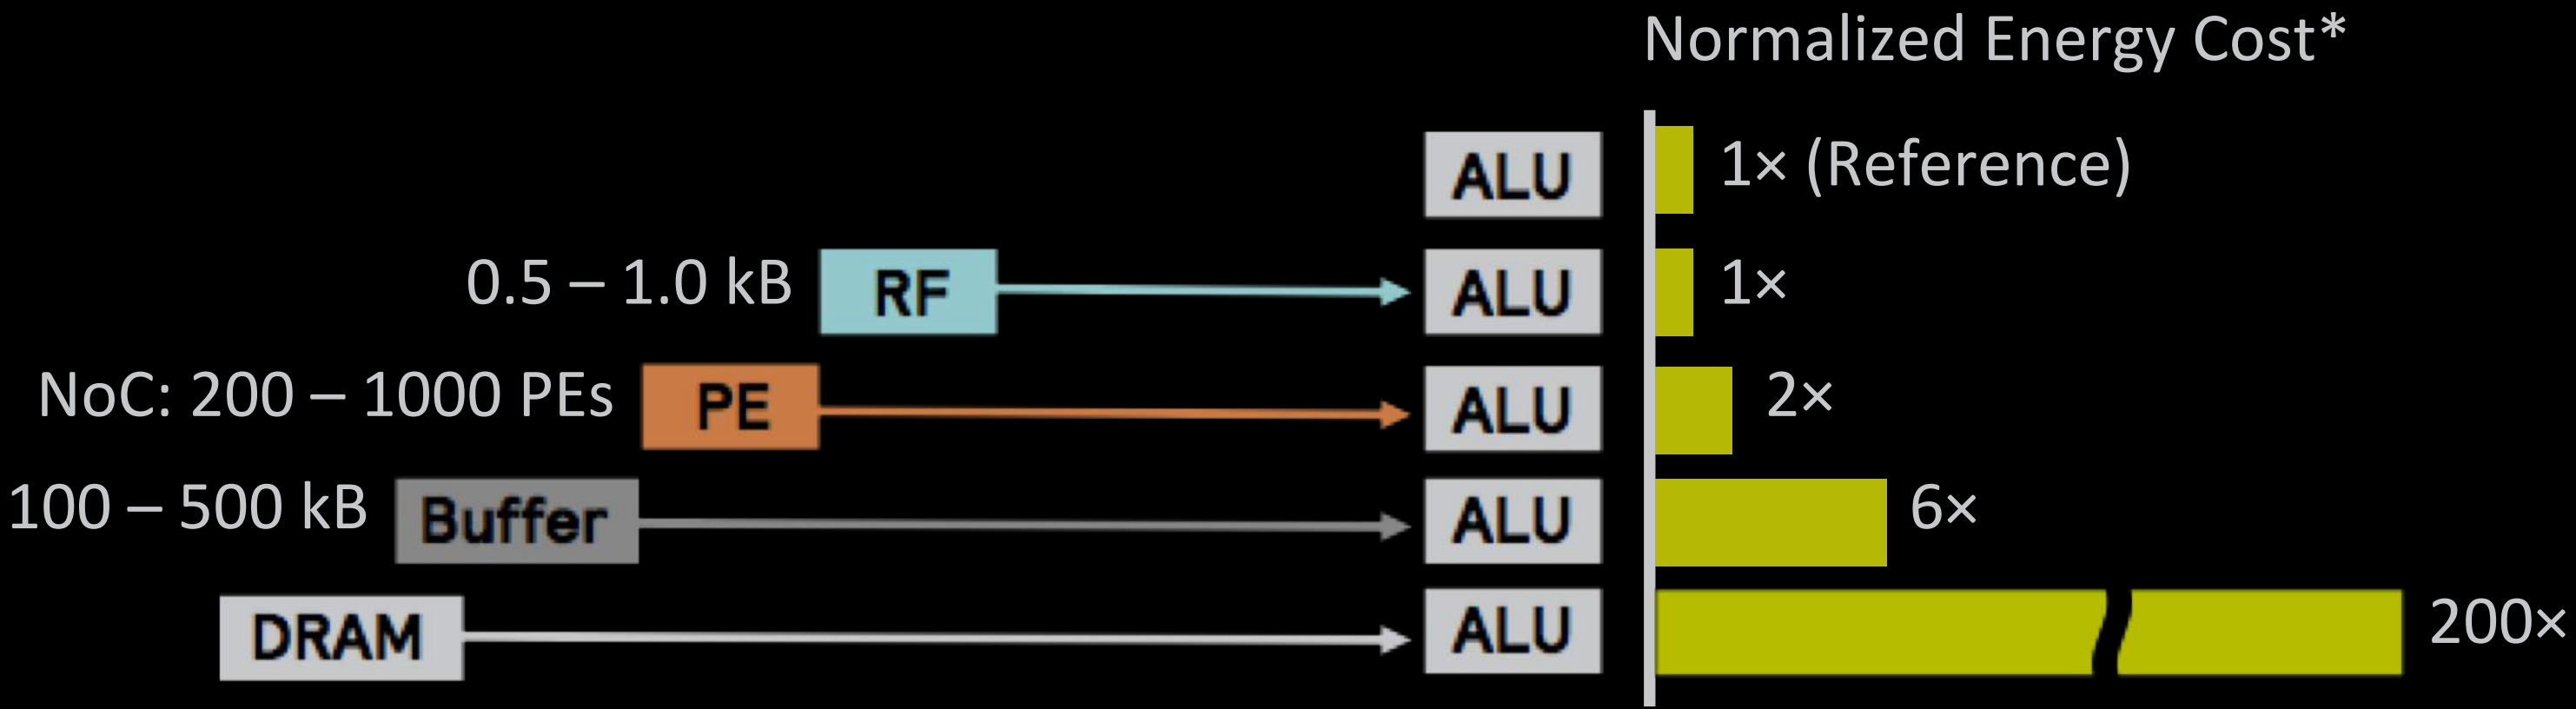 Normalized Energy Cost*
ALU 1× (Reference)
0.5 – 1.0 kB RF ALU 1×
NoC: 200 – 1000 PEs PE ALU 2×
100 – 500 kB Buffer ALU 6×
DRAM ALU 200×